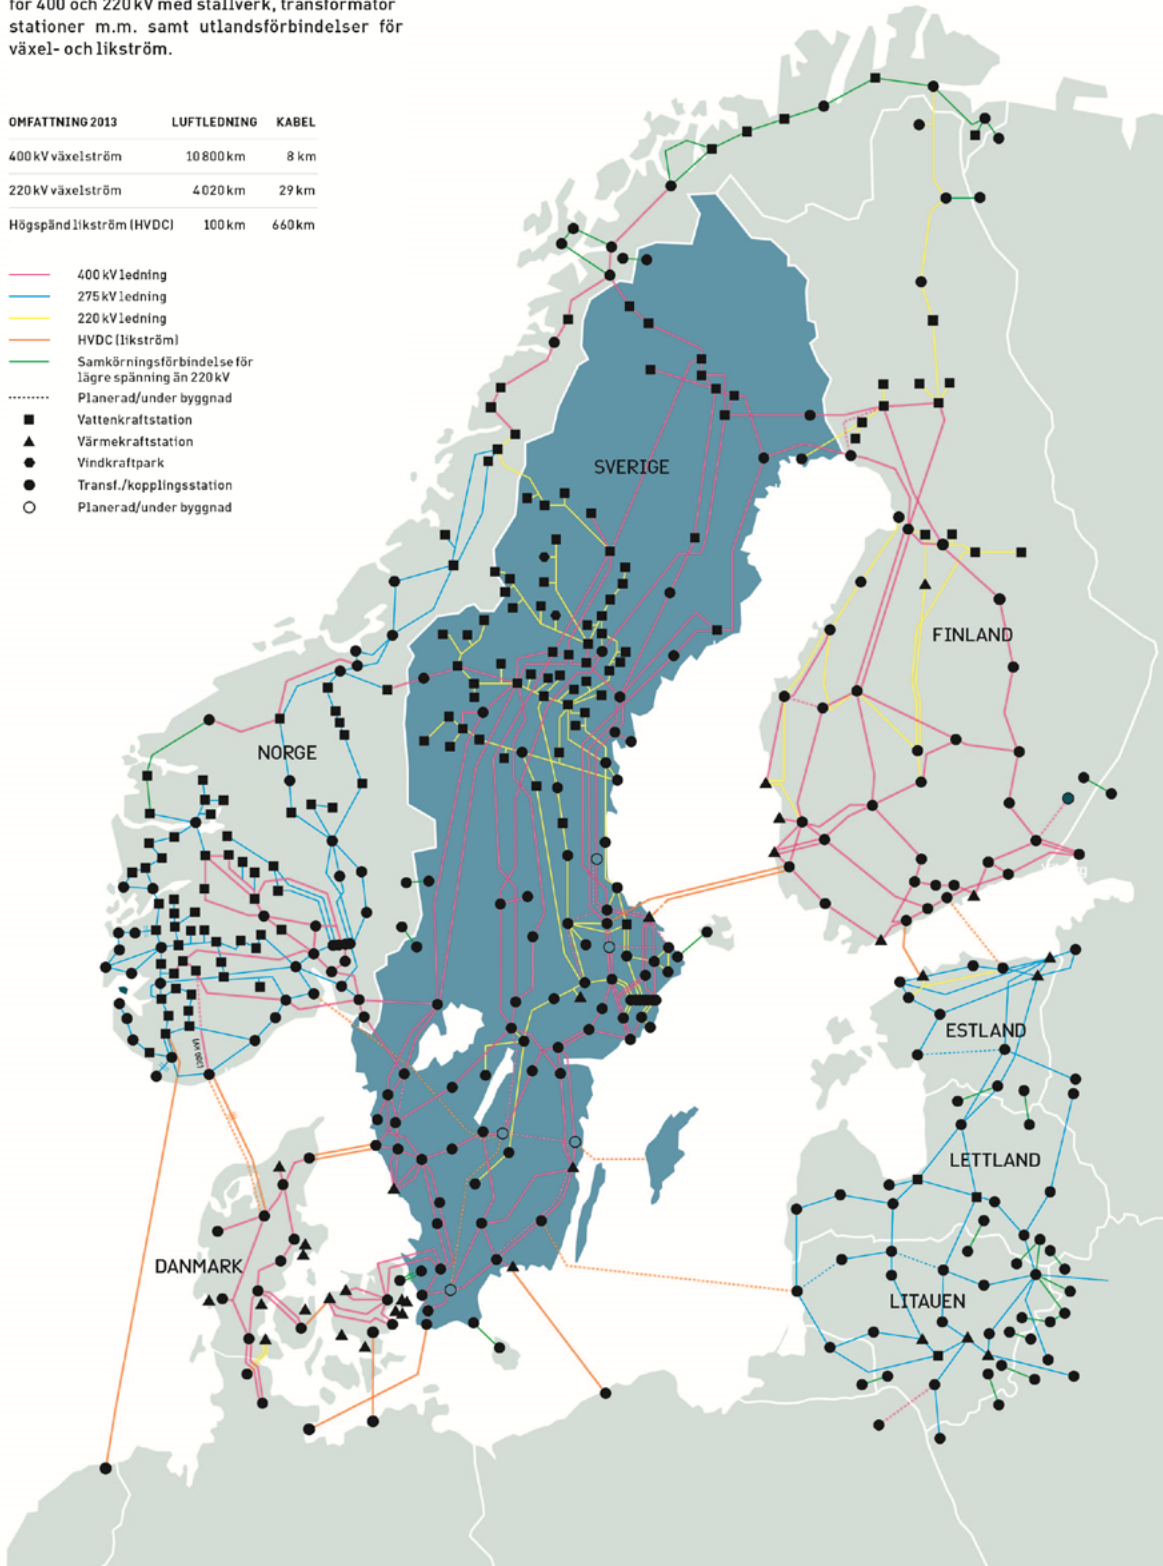 för 400 och 220 kV med ställverk, transformator
stationer m.m. samt utlandsförbindelser för
växel- och likström.
OMFATTNING 2013 LUFTLEDNING KABEL
400 kV växelström 10 800 km 8 km
220 kV växelström 4 020 km 29 km
Högspänd likström (HVDC) 100 km 660 km
400 kV ledning
275 kV ledning
220 kV ledning
HVDC (likström)
Samkörningsförbindelse för
lägre spänning än 220 kV
Planerad/under byggnad
Vattenkraftstation
Värmekraftstation
Vindkraftpark
Transf./kopplingsstation
Planerad/under byggnad
SVERIGE
FINLAND
NORGE
ESTLAND
LETTLAND
DANMARK
LITAUEN